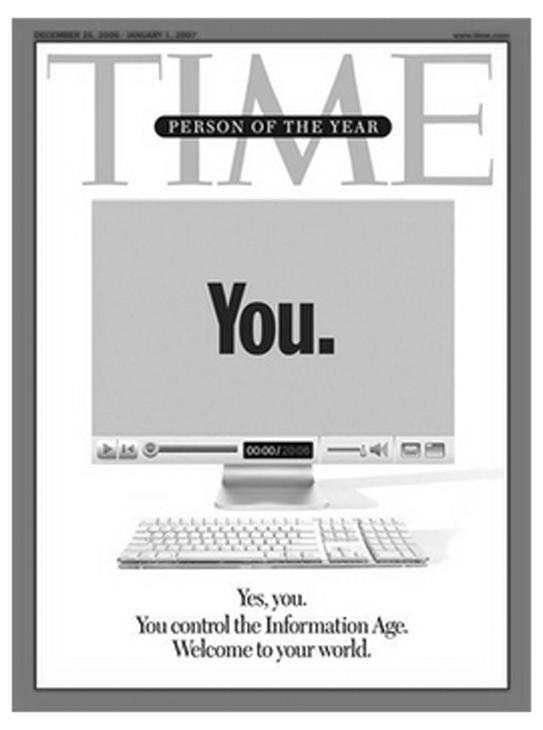 DECEMBER 25, 2006 / JANUARY 1, 2007
www.time.com
TIME
PERSON OF THE YEAR
You.
00:00 / 20:06
Yes, you.
You control the Information Age.
Welcome to your world.